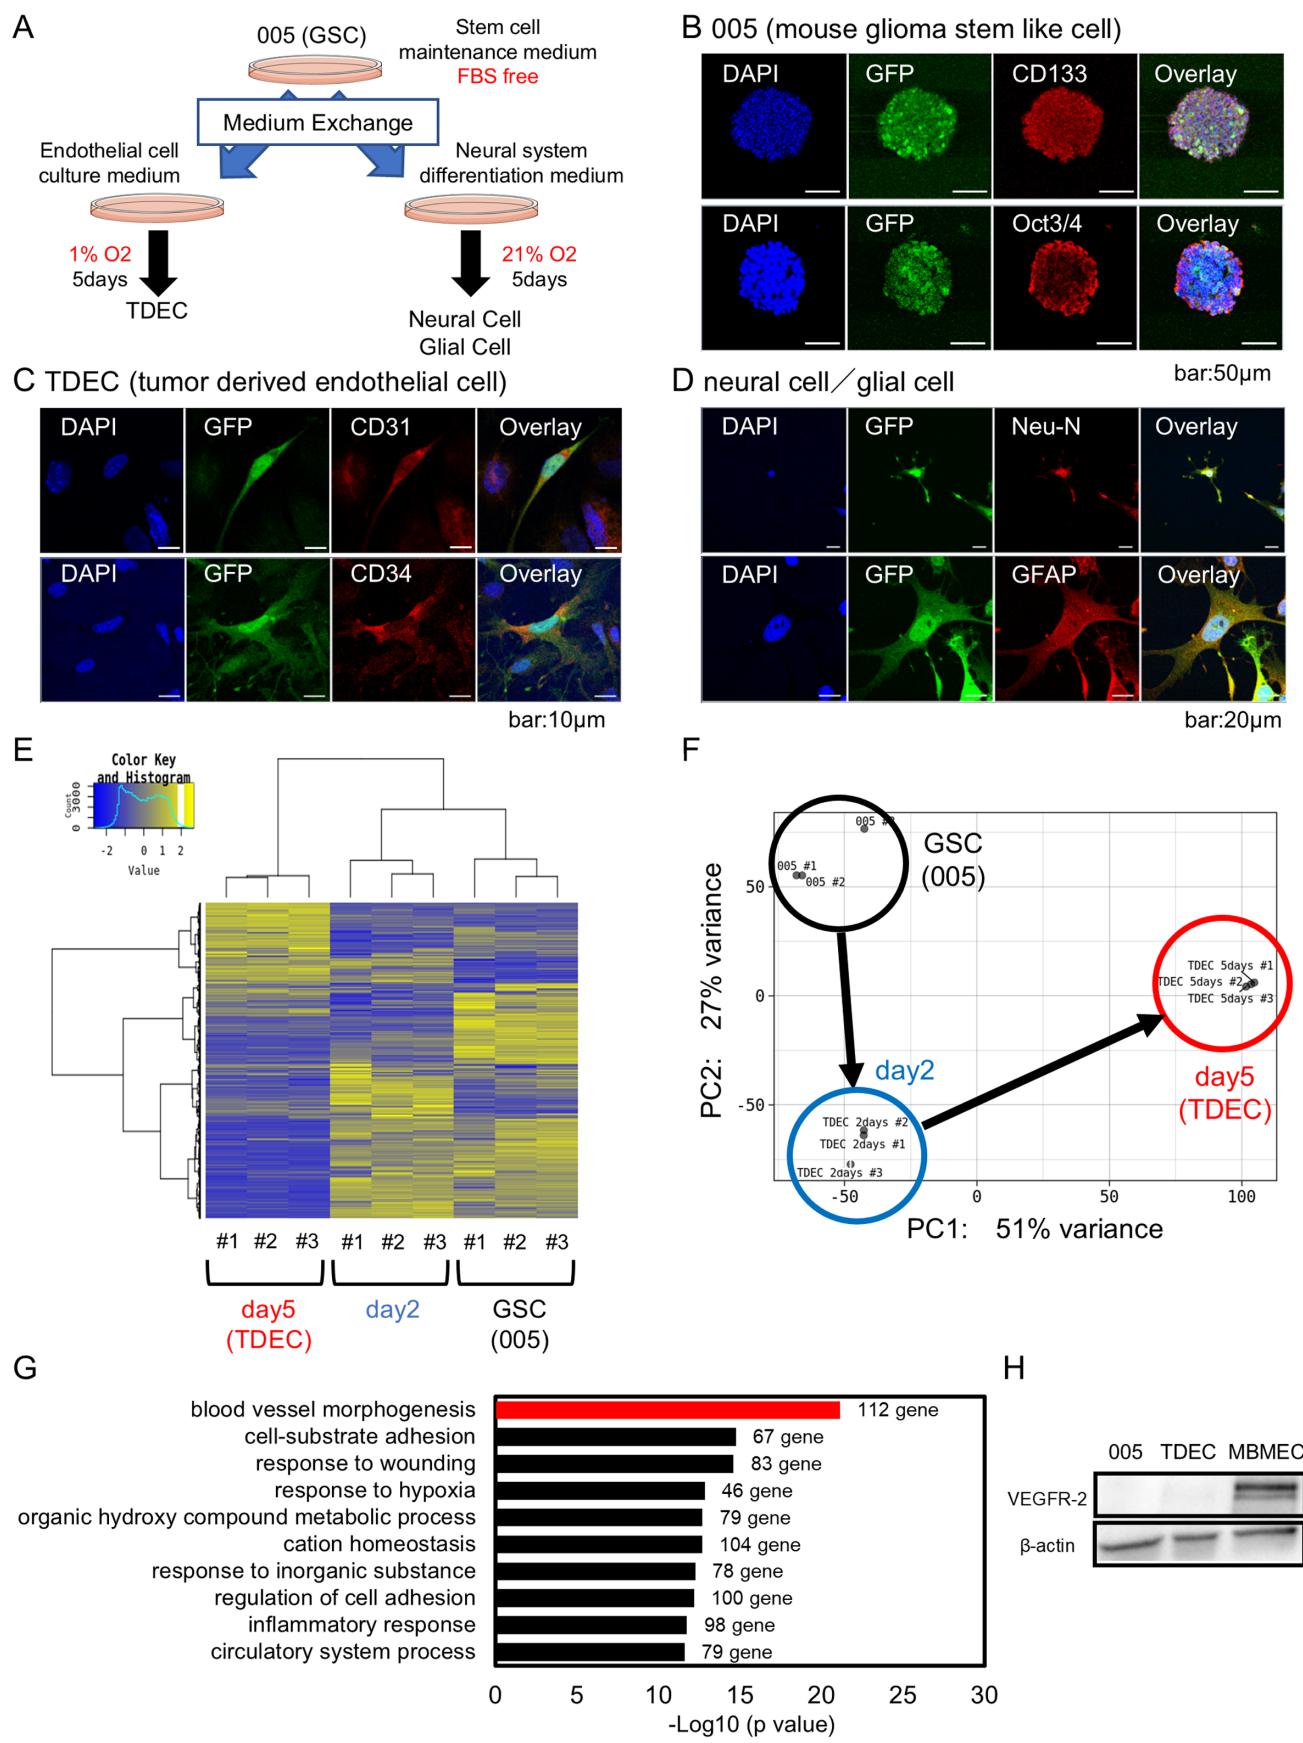 A
005 (GSC)
Stem cell
maintenance medium
FBS free
Medium Exchange
Endothelial cell
culture medium
Neural system
differentiation medium
1% O2
5days
TDEC
21% O2
5days
Neural Cell
Glial Cell
B 005 (mouse glioma stem like cell)
DAPI GFP CD133 Overlay
DAPI GFP Oct3/4 Overlay
bar:50μm
C TDEC (tumor derived endothelial cell)
DAPI GFP CD31 Overlay
DAPI GFP CD34 Overlay
bar:10μm
D neural cell／glial cell
DAPI GFP Neu-N Overlay
DAPI GFP GFAP Overlay
bar:20μm
E
Color Key
and Histogram
Count
0 3000
-2 0 1 2
Value
#1 #2 #3 #1 #2 #3 #1 #2 #3
day5
(TDEC)
day2
GSC
(005)
F
005 #3
005 #1
005 #2
GSC
(005)
TDEC 5days #1
TDEC 5days #2
TDEC 5days #3
day5
(TDEC)
day2
TDEC 2days #2
TDEC 2days #1
TDEC 2days #3
50
0
-50
PC2: 27% variance
-50 0 50 100
PC1: 51% variance
G
blood vessel morphogenesis 112 gene
cell-substrate adhesion 67 gene
response to wounding 83 gene
response to hypoxia 46 gene
organic hydroxy compound metabolic process 79 gene
cation homeostasis 104 gene
response to inorganic substance 78 gene
regulation of cell adhesion 100 gene
inflammatory response 98 gene
circulatory system process 79 gene
0 5 10 15 20 25 30
-Log10 (p value)
H
005 TDEC MBMEC
VEGFR-2
β-actin